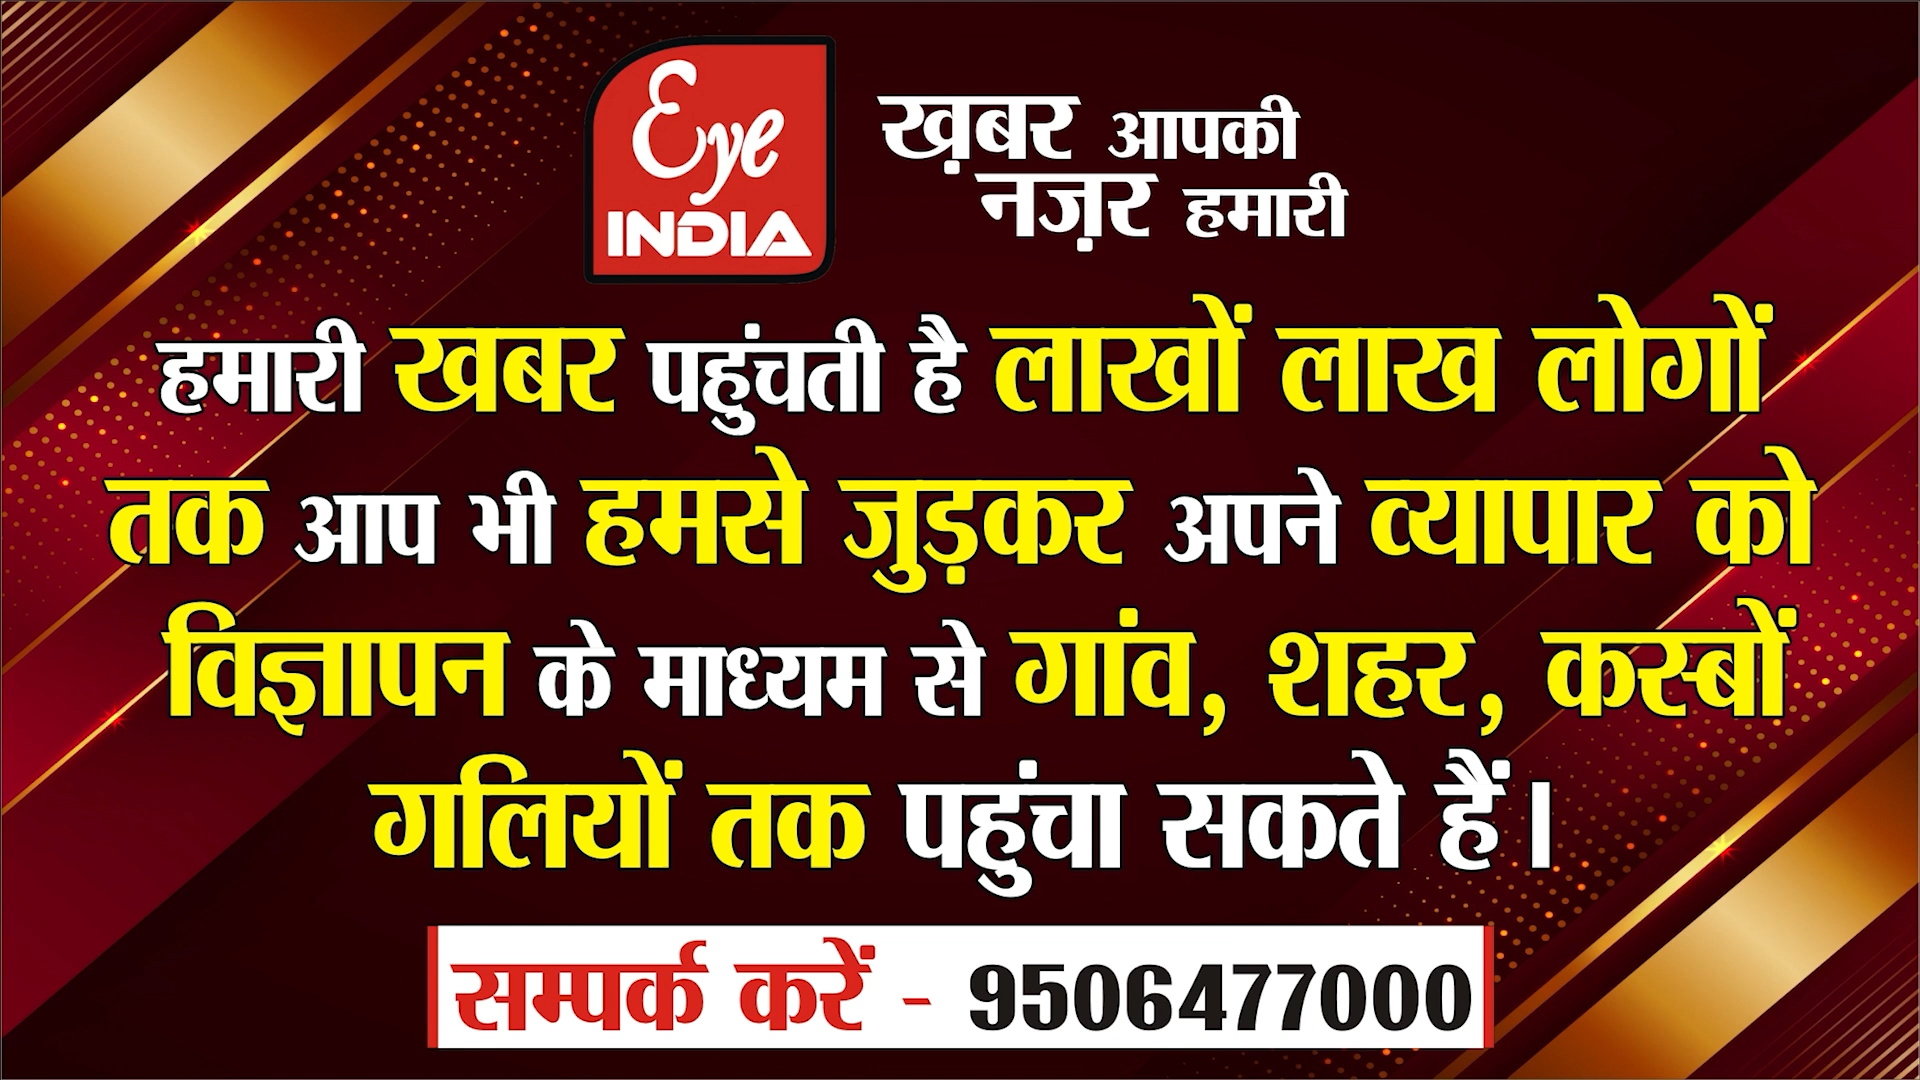 Eye
INDIA
ख़बर आपकी
नज़र हमारी
हमारी खबर पहुंचती है लाखों लाख लोगों
तक आप भी हमसे जुड़कर अपने व्यापार को
विज्ञापन के माध्यम से गांव, शहर, कस्बों
गलियों तक पहुंचा सकते हैं।
सम्पर्क करें - 9506477000